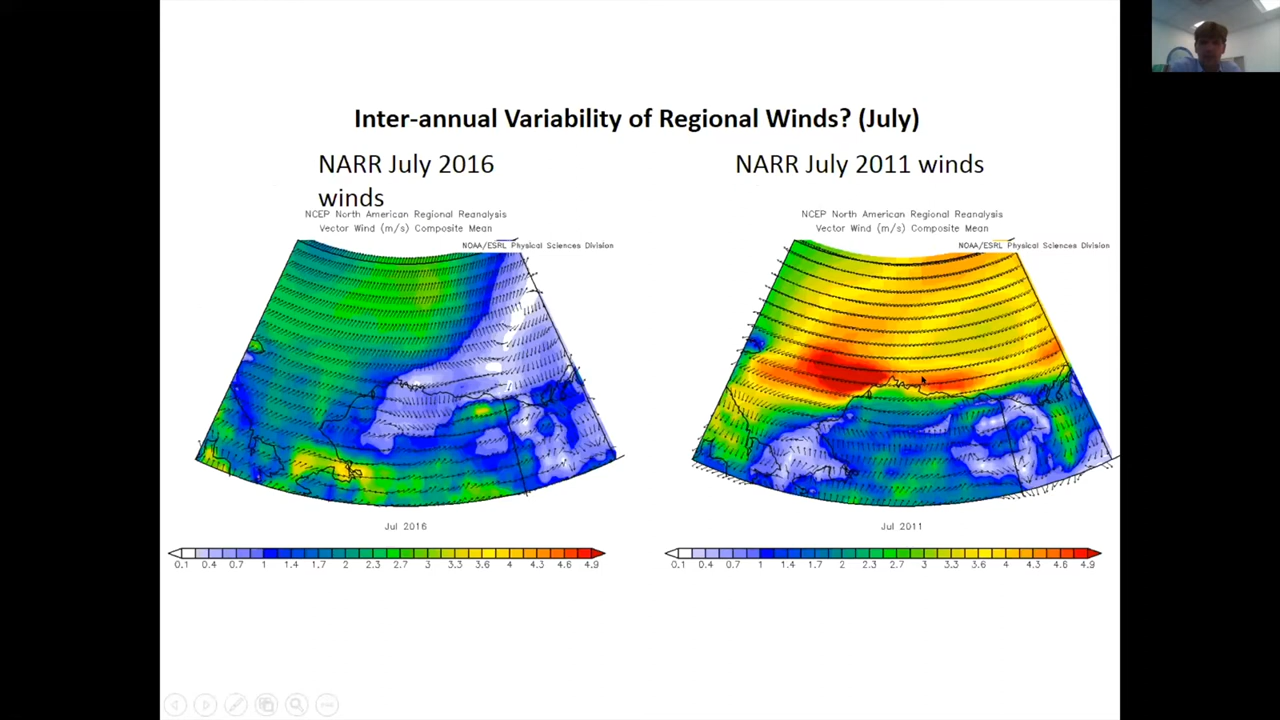 Inter-annual Variability of Regional Winds? (July)
NARR July 2016
winds
NCEP North American Regional Reanalysis
Vector Wind (m/s) Composite Mean
NOAA/ESRL Physical Sciences Division
Jul 2016
0.1 0.4 0.7 1 1.4 1.7 2 2.3 2.7 3 3.3 3.6 4 4.3 4.6 4.9
NARR July 2011 winds
NCEP North American Regional Reanalysis
Vector Wind (m/s) Composite Mean
NOAA/ESRL Physical Sciences Division
Jul 2011
0.1 0.4 0.7 1 1.4 1.7 2 2.3 2.7 3 3.3 3.6 4 4.3 4.6 4.9